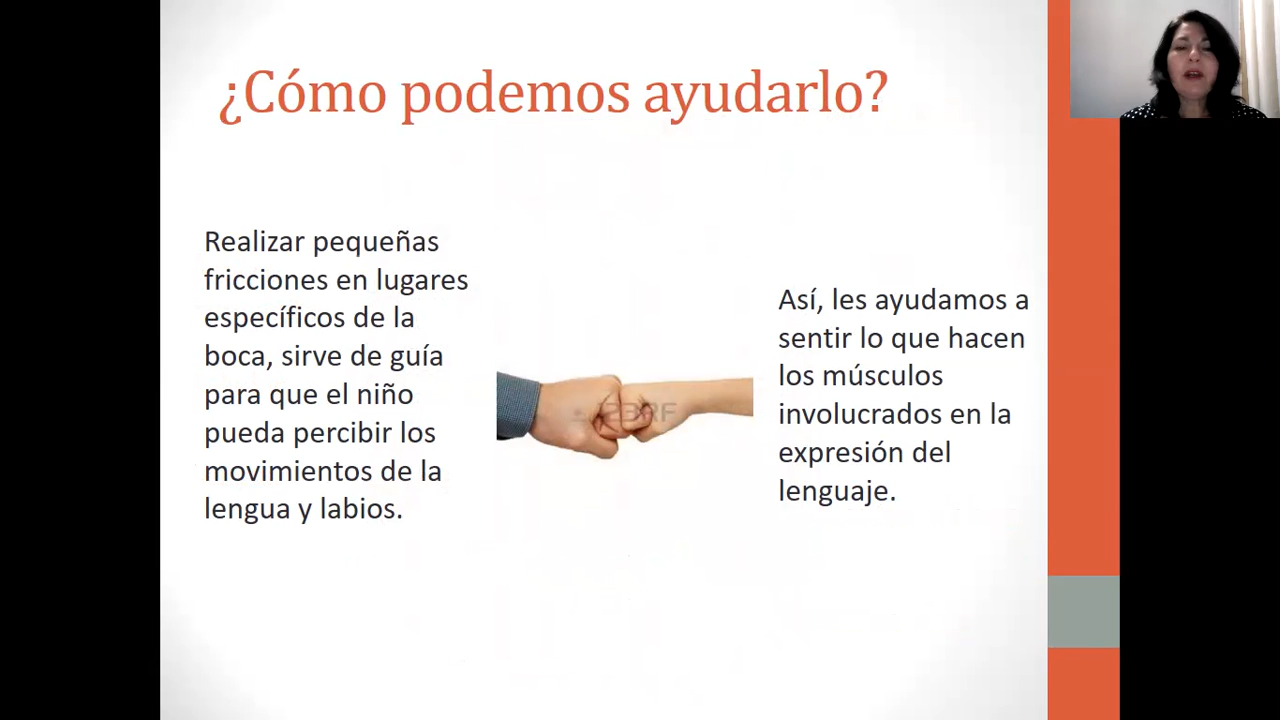 ¿Cómo podemos ayudarlo?
Realizar pequeñas
fricciones en lugares
específicos de la
boca, sirve de guía
para que el niño
pueda percibir los
movimientos de la
lengua y labios.
123RF
Así, les ayudamos a
sentir lo que hacen
los músculos
involucrados en la
expresión del
lenguaje.